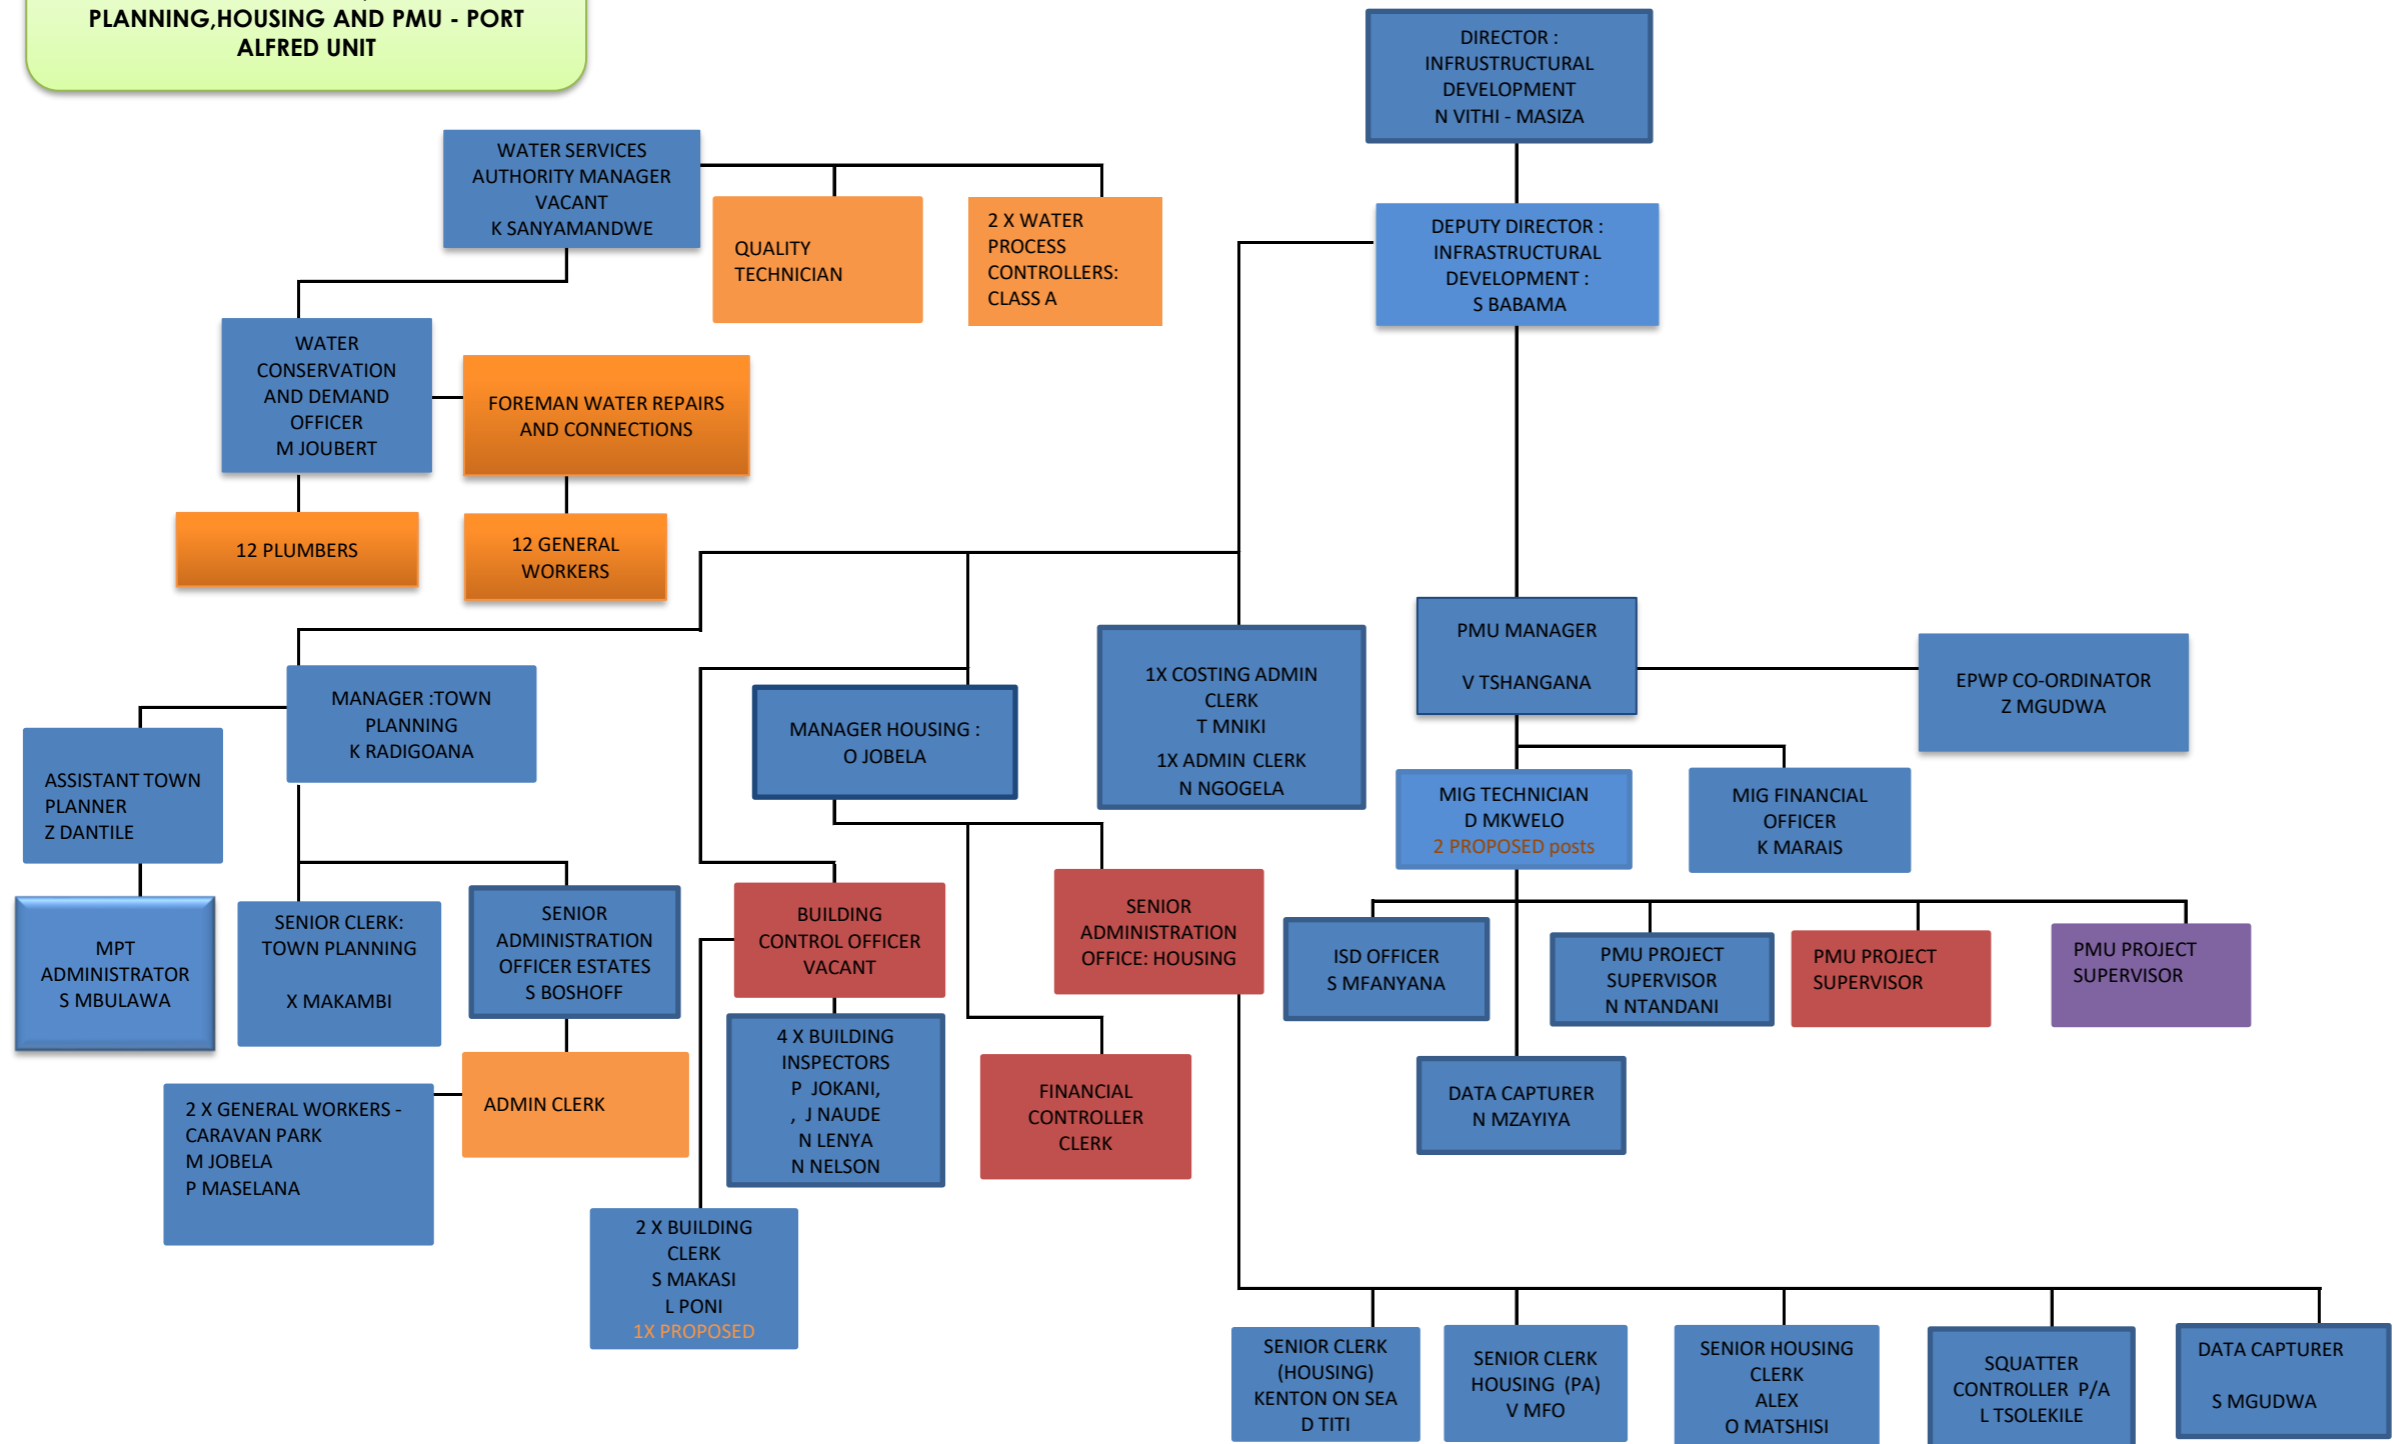 PLANNING,HOUSING AND PMU - PORT
ALFRED UNIT
DIRECTOR :
INFRUSTRUCTURAL
DEVELOPMENT
N VITHI - MASIZA
WATER SERVICES
AUTHORITY MANAGER
VACANT
K SANYAMANDWE
QUALITY
TECHNICIAN
2 X WATER
PROCESS
CONTROLLERS:
CLASS A
DEPUTY DIRECTOR :
INFRASTRUCTURAL
DEVELOPMENT :
S BABAMA
WATER
CONSERVATION
AND DEMAND
OFFICER
M JOUBERT
FOREMAN WATER REPAIRS
AND CONNECTIONS
12 PLUMBERS
12 GENERAL
WORKERS
MANAGER :TOWN
PLANNING
K RADIGOANA
MANAGER HOUSING :
O JOBELA
1X COSTING ADMIN
CLERK
T MNIKI
1X ADMIN CLERK
N NGOGELA
PMU MANAGER
V TSHANGANA
EPWP CO-ORDINATOR
Z MGUDWA
ASSISTANT TOWN
PLANNER
Z DANTILE
MIG TECHNICIAN
D MKWELO
2 PROPOSED posts
MIG FINANCIAL
OFFICER
K MARAIS
MPT
ADMINISTRATOR
S MBULAWA
SENIOR CLERK:
TOWN PLANNING
X MAKAMBI
SENIOR
ADMINISTRATION
OFFICER ESTATES
S BOSHOFF
BUILDING
CONTROL OFFICER
VACANT
SENIOR
ADMINISTRATION
OFFICE: HOUSING
ISD OFFICER
S MFANYANA
PMU PROJECT
SUPERVISOR
N NTANDANI
PMU PROJECT
SUPERVISOR
PMU PROJECT
SUPERVISOR
2 X GENERAL WORKERS -
CARAVAN PARK
M JOBELA
P MASELANA
ADMIN CLERK
4 X BUILDING
INSPECTORS
P  JOKANI,
,  J NAUDE
N LENYA
N NELSON
FINANCIAL
CONTROLLER
CLERK
DATA CAPTURER
N MZAYIYA
2 X BUILDING
CLERK
S MAKASI
L PONI
1X PROPOSED
SENIOR CLERK
(HOUSING)
KENTON ON SEA
D TITI
SENIOR CLERK
HOUSING  (PA)
V MFO
SENIOR HOUSING
CLERK
ALEX
O MATSHISI
SQUATTER
CONTROLLER  P/A
L TSOLEKILE
DATA CAPTURER
S MGUDWA